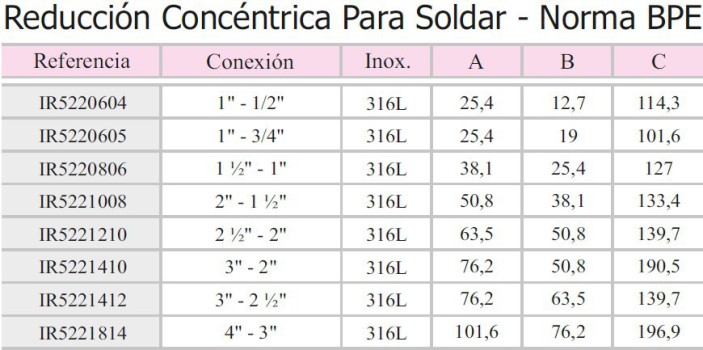 Reducción Concéntrica Para Soldar - Norma BPE
Referencia Conexión Inox. A B C
IR5220604 1" - 1/2" 316L 25,4 12,7 114,3
IR5220605 1" - 3/4" 316L 25,4 19 101,6
IR5220806 1 ½" - 1" 316L 38,1 25,4 127
IR5221008 2" - 1 ½" 316L 50,8 38,1 133,4
IR5221210 2 ½" - 2" 316L 63,5 50,8 139,7
IR5221410 3" - 2" 316L 76,2 50,8 190,5
IR5221412 3" - 2 ½" 316L 76,2 63,5 139,7
IR5221814 4" - 3" 316L 101,6 76,2 196,9